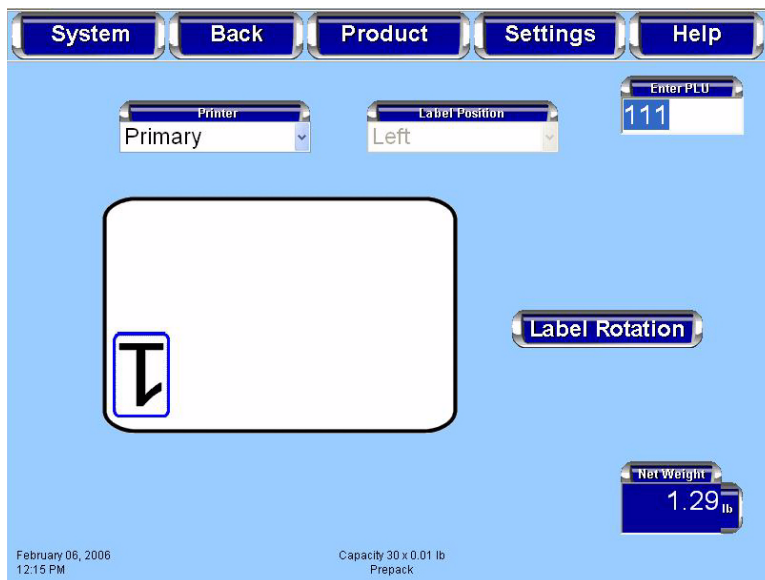 System Back Product Settings Help
Printer Label Position Enter PLU
Primary Left 111
1
Label Rotation
Net Weight
1.29 lb
February 06, 2006 Capacity 30 x 0.01 lb
12:15 PM Prepack